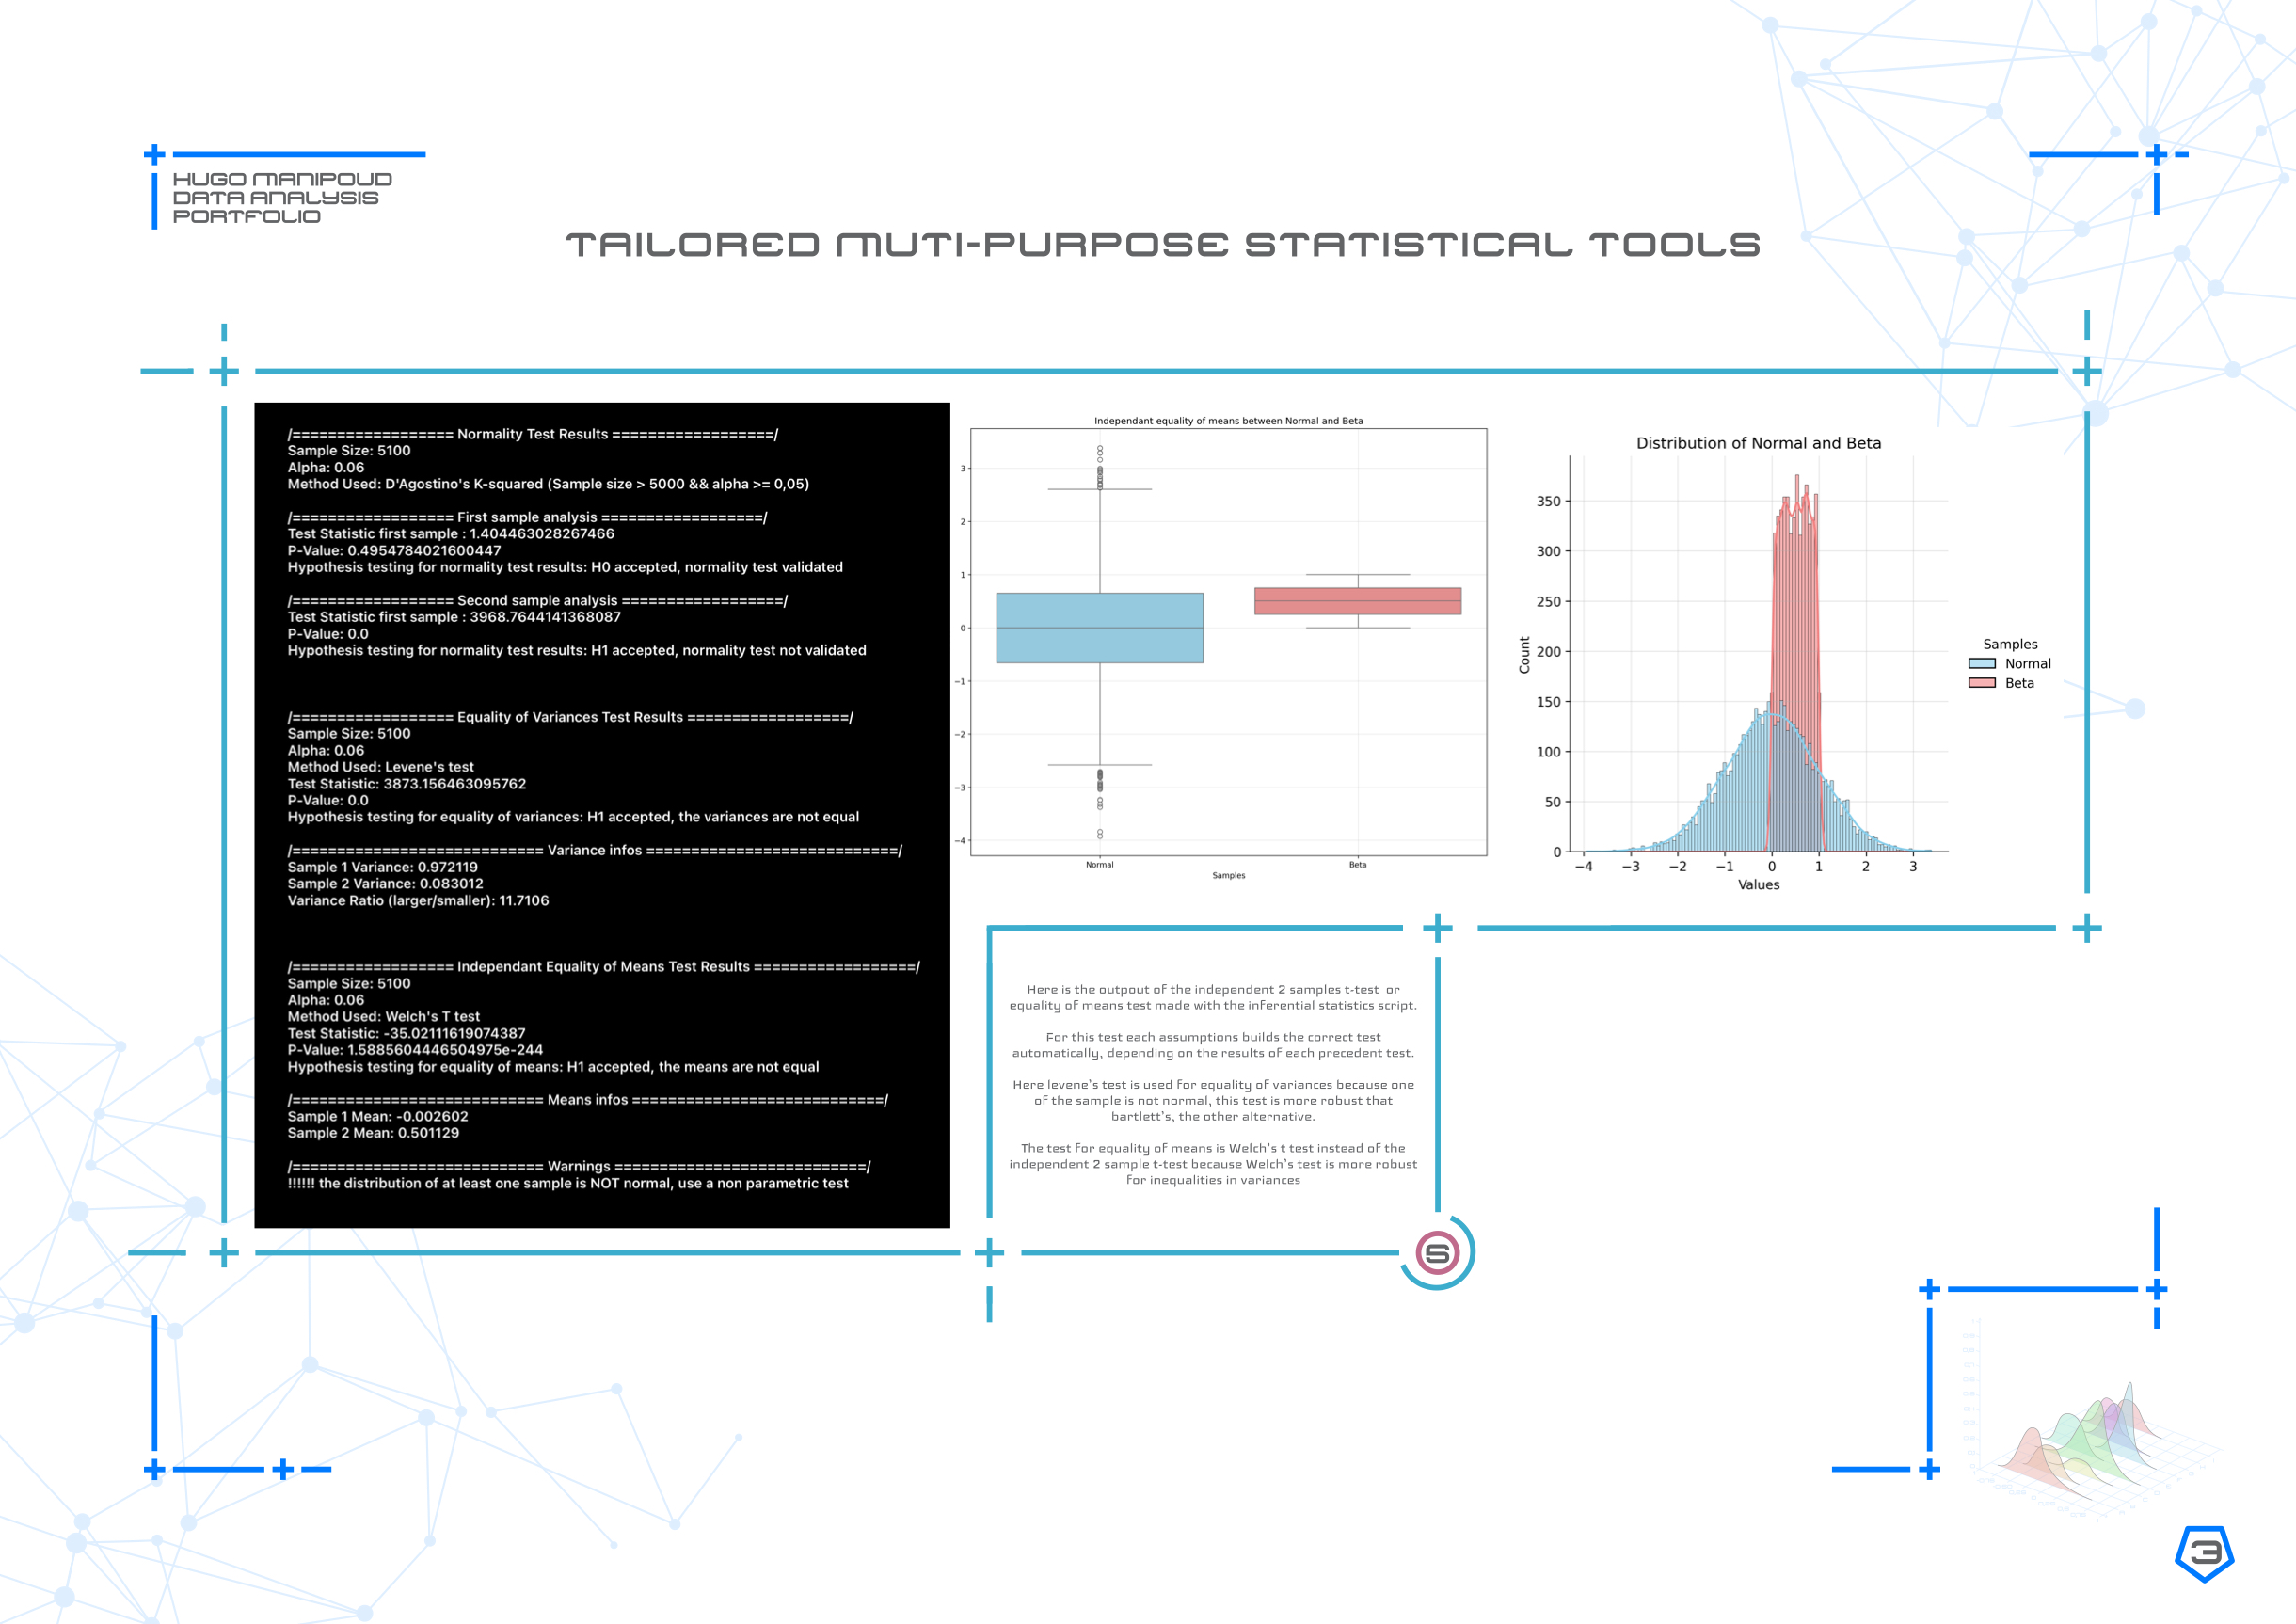 HUGO MANIPOUD
DATA ANALYSIS
PORTFOLIO
TAILORED MUTI-PURPOSE STATISTICAL TOOLS
/================== Normality Test Results ==================/
Sample Size: 5100
Alpha: 0.06
Method Used: D'Agostino's K-squared (Sample size > 5000 && alpha >= 0,05)
/================== First sample analysis ==================/
Test Statistic first sample : 1.404463028267466
P-Value: 0.4954784021600447
Hypothesis testing for normality test results: H0 accepted, normality test validated
/================== Second sample analysis ==================/
Test Statistic first sample : 3968.7644141368087
P-Value: 0.0
Hypothesis testing for normality test results: H1 accepted, normality test not validated
/================== Equality of Variances Test Results ==================/
Sample Size: 5100
Alpha: 0.06
Method Used: Levene's test
Test Statistic: 3873.156463095762
P-Value: 0.0
Hypothesis testing for equality of variances: H1 accepted, the variances are not equal
/============================ Variance infos ============================/
Sample 1 Variance: 0.972119
Sample 2 Variance: 0.083012
Variance Ratio (larger/smaller): 11.7106
/================== Independant Equality of Means Test Results ==================/
Sample Size: 5100
Alpha: 0.06
Method Used: Welch's T test
Test Statistic: -35.02111619074387
P-Value: 1.5885604446504975e-244
Hypothesis testing for equality of means: H1 accepted, the means are not equal
/============================ Means infos ============================/
Sample 1 Mean: -0.002602
Sample 2 Mean: 0.501129
/============================ Warnings ============================/
!!!!!! the distribution of at least one sample is NOT normal, use a non parametric test
Independant equality of means between Normal and Beta
3
2
1
0
−1
−2
−3
−4
Normal
Beta
Samples
Distribution of Normal and Beta
Count
350
300
250
200
150
100
50
0
−4 −3 −2 −1 0 1 2 3
Values
Samples
Normal
Beta
Here is the outpout of the independent 2 samples t-test or
equality of means test made with the inferential statistics script.
For this test each assumptions builds the correct test
automatically, depending on the results of each precedent test.
Here levene's test is used for equality of variances because one
of the sample is not normal, this test is more robust that
bartlett's, the other alternative.
The test for equality of means is Welch's t test instead of the
independent 2 sample t-test because Welch's test is more robust
for inequalities in variances
S
3